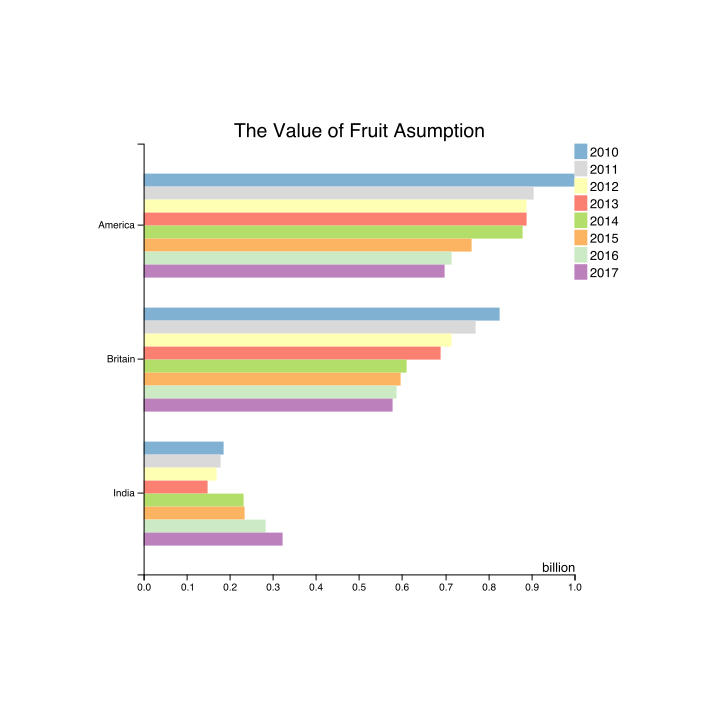 The Value of Fruit Asumption
2010
2011
2012
2013
2014
2015
2016
2017
America
Britain
India
billion
0.0 0.1 0.2 0.3 0.4 0.5 0.6 0.7 0.8 0.9 1.0